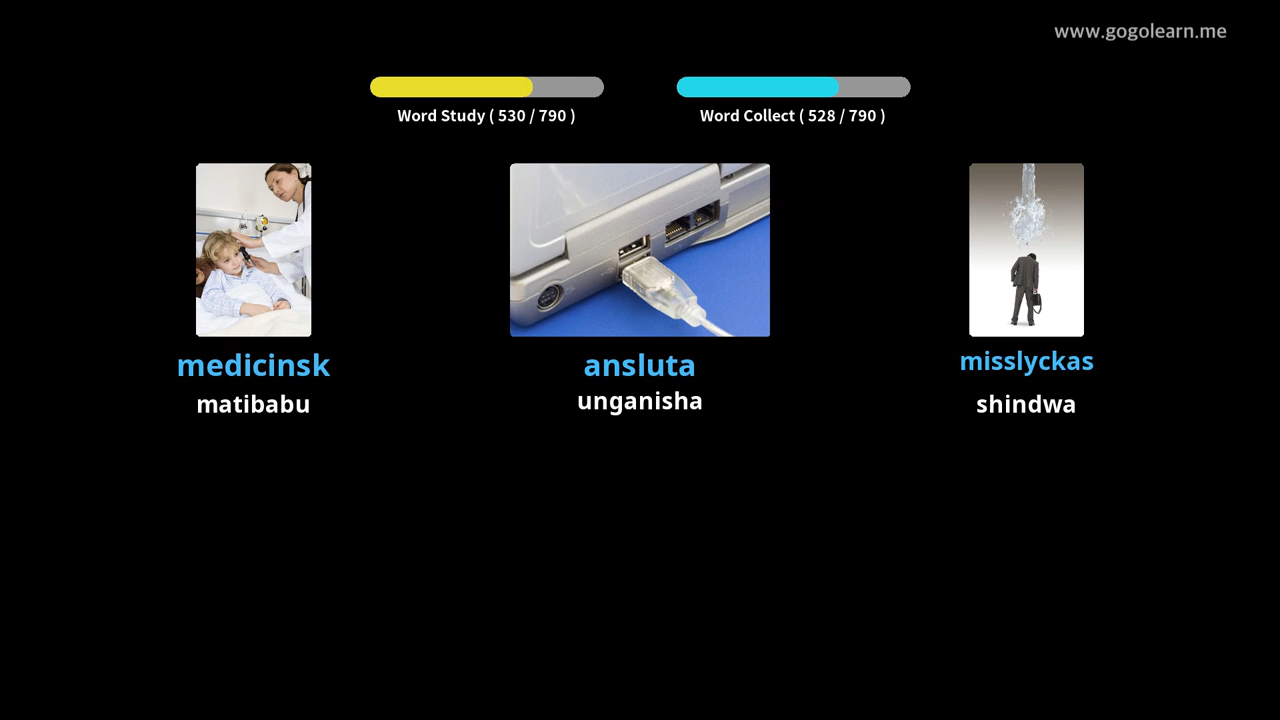 www.gogolearn.me
Word Study ( 530 / 790 )
Word Collect ( 528 / 790 )
medicinsk
matibabu
ansluta
unganisha
misslyckas
shindwa